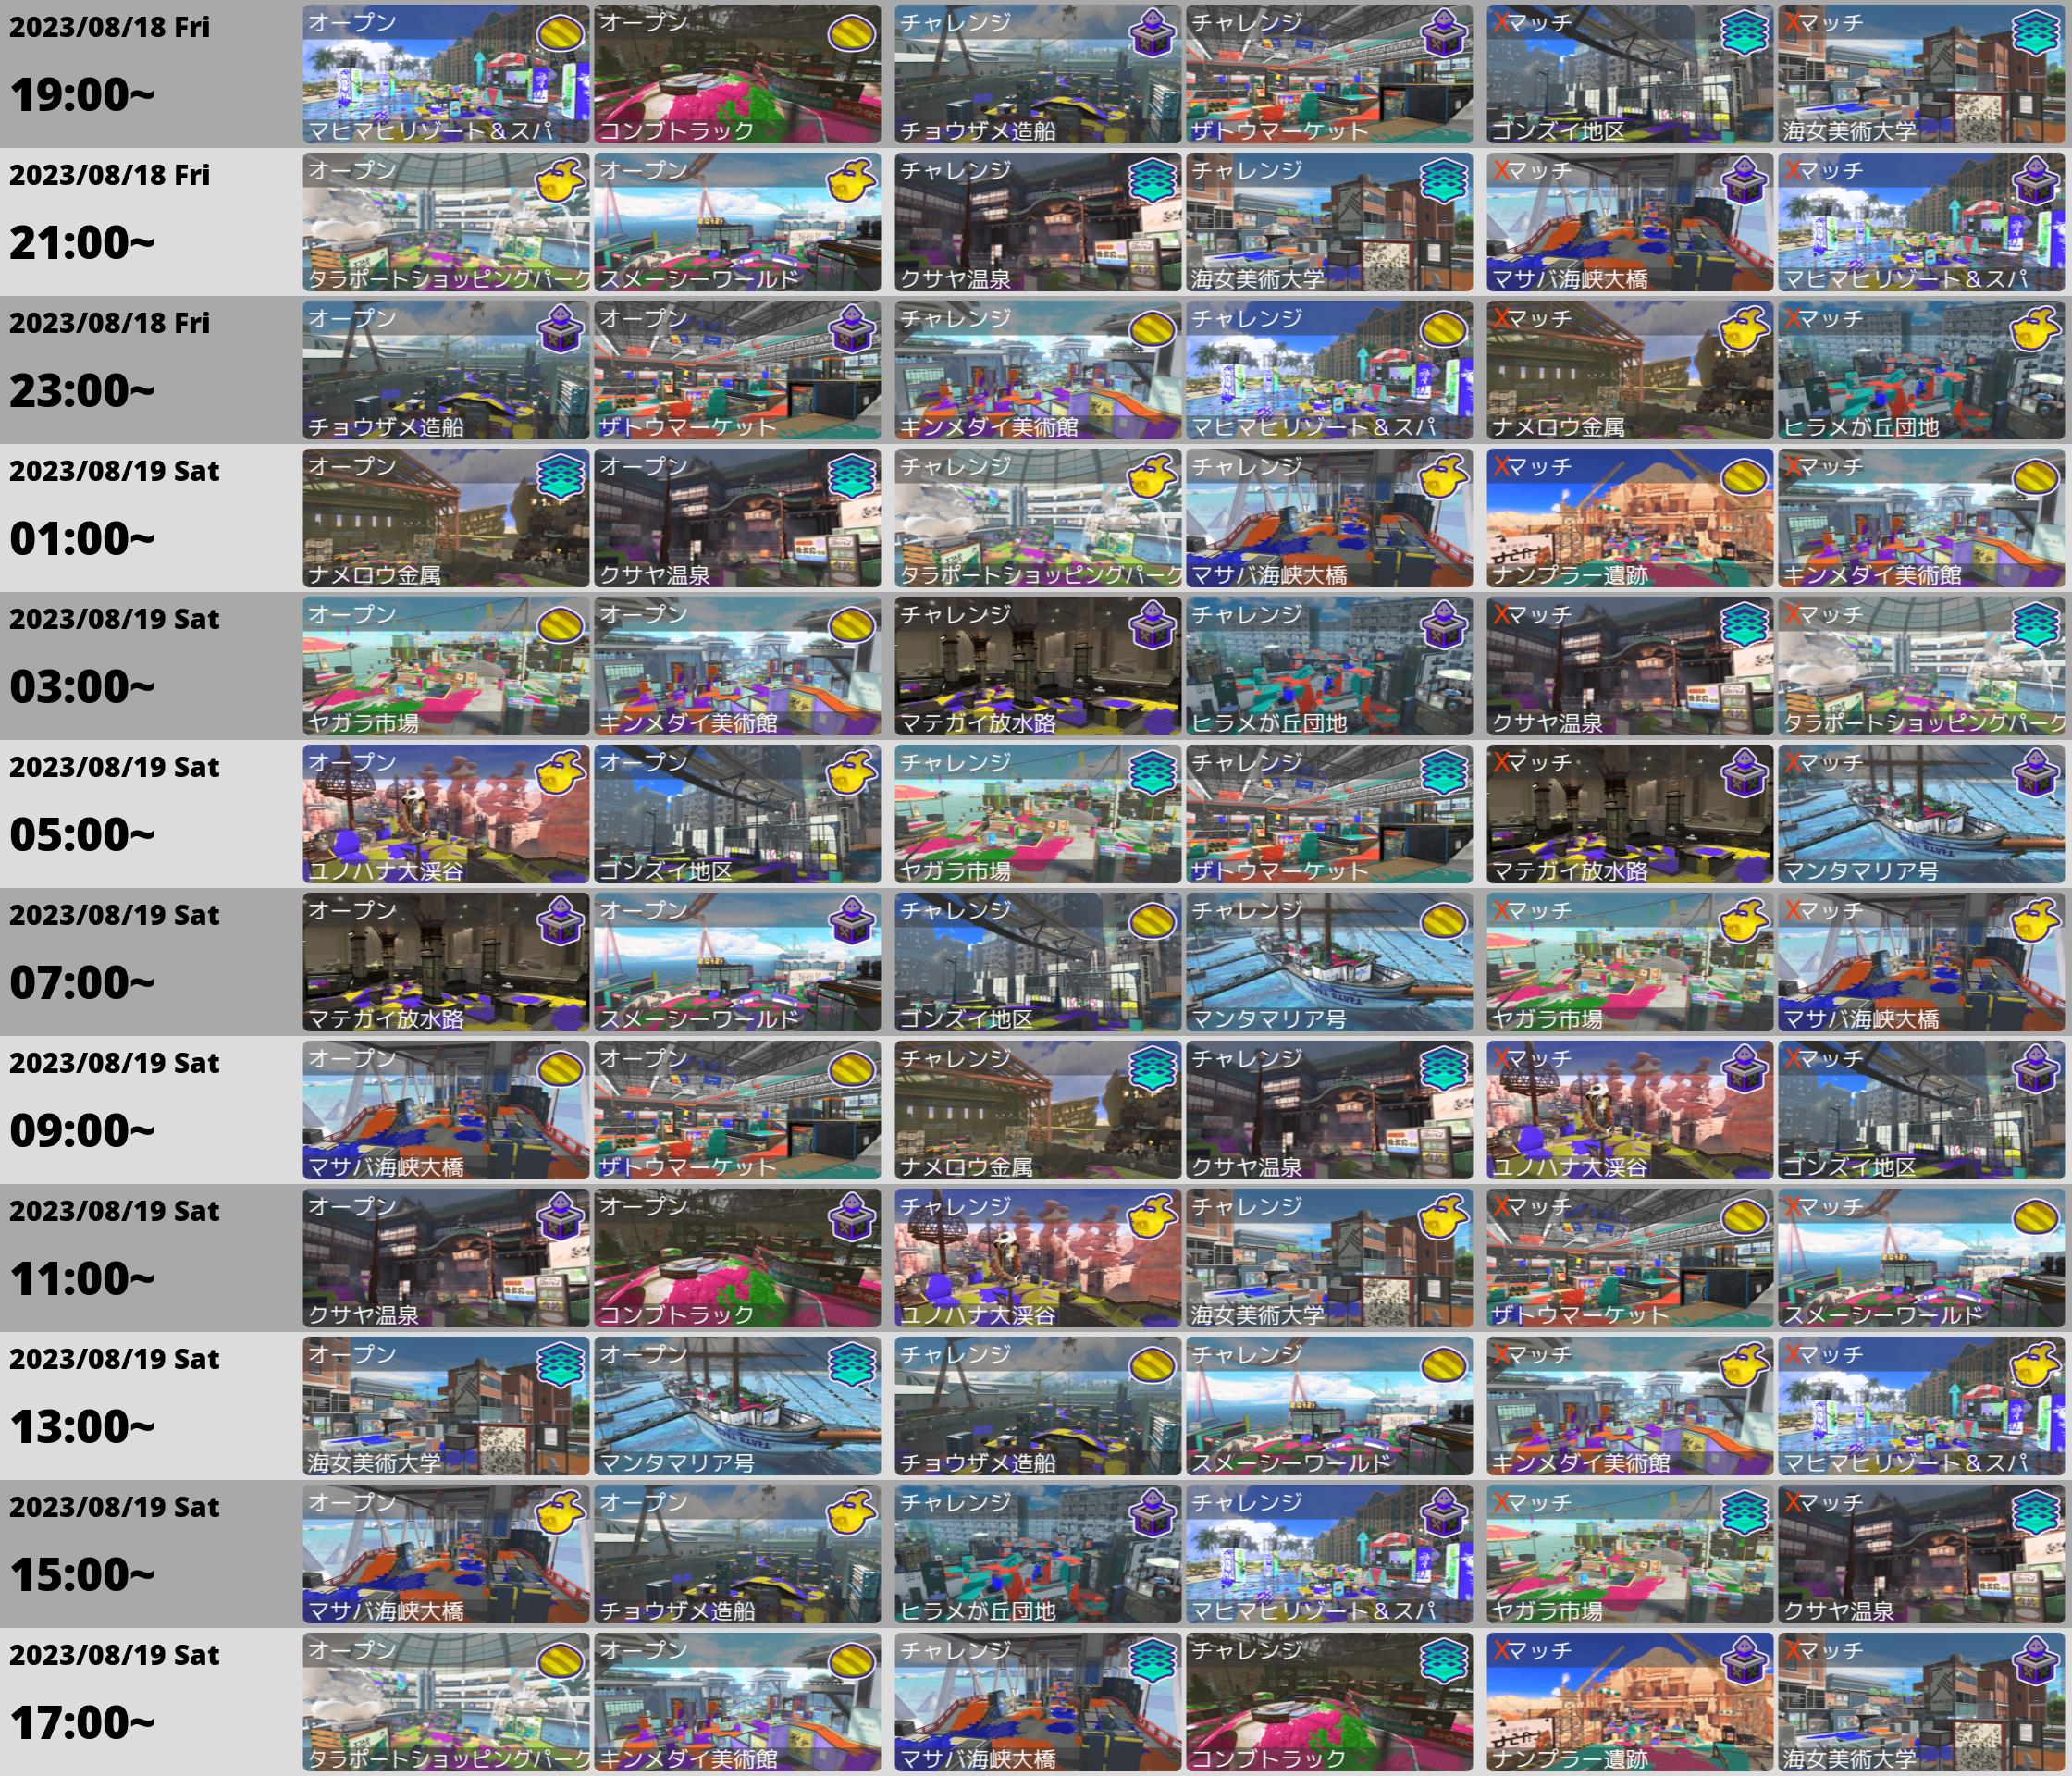 2023/08/18 Fri
19:00~
オープン オープン チャレンジ チャレンジ Xマッチ Xマッチ
マヒマヒリゾート&スパ コンブトラック チョウザメ造船 ザトウマーケット ゴンズイ地区 海女美術大学
2023/08/18 Fri
21:00~
オープン オープン チャレンジ チャレンジ Xマッチ Xマッチ
タラポートショッピングパーク スメーシーワールド クサヤ温泉 海女美術大学 マサバ海峡大橋 マヒマヒリゾート&スパ
2023/08/18 Fri
23:00~
オープン オープン チャレンジ チャレンジ Xマッチ Xマッチ
チョウザメ造船 ザトウマーケット キンメダイ美術館 マヒマヒリゾート&スパ ナメロウ金属 ヒラメが丘団地
2023/08/19 Sat
01:00~
オープン オープン チャレンジ チャレンジ Xマッチ Xマッチ
ナメロウ金属 クサヤ温泉 タラポートショッピングパーク マサバ海峡大橋 ナンプラー遺跡 キンメダイ美術館
2023/08/19 Sat
03:00~
オープン オープン チャレンジ チャレンジ Xマッチ Xマッチ
ヤガラ市場 キンメダイ美術館 マテガイ放水路 ヒラメが丘団地 クサヤ温泉 タラポートショッピングパーク
2023/08/19 Sat
05:00~
オープン オープン チャレンジ チャレンジ Xマッチ Xマッチ
ユノハナ大渓谷 ゴンズイ地区 ヤガラ市場 ザトウマーケット マテガイ放水路 マンタマリア号
2023/08/19 Sat
07:00~
オープン オープン チャレンジ チャレンジ Xマッチ Xマッチ
マテガイ放水路 スメーシーワールド ゴンズイ地区 マンタマリア号 ヤガラ市場 マサバ海峡大橋
2023/08/19 Sat
09:00~
オープン オープン チャレンジ チャレンジ Xマッチ Xマッチ
マサバ海峡大橋 ザトウマーケット ナメロウ金属 クサヤ温泉 ユノハナ大渓谷 ゴンズイ地区
2023/08/19 Sat
11:00~
オープン オープン チャレンジ チャレンジ Xマッチ Xマッチ
クサヤ温泉 コンブトラック ユノハナ大渓谷 海女美術大学 ザトウマーケット スメーシーワールド
2023/08/19 Sat
13:00~
オープン オープン チャレンジ チャレンジ Xマッチ Xマッチ
海女美術大学 マンタマリア号 チョウザメ造船 スメーシーワールド キンメダイ美術館 マヒマヒリゾート&スパ
2023/08/19 Sat
15:00~
オープン オープン チャレンジ チャレンジ Xマッチ Xマッチ
マサバ海峡大橋 チョウザメ造船 ヒラメが丘団地 マヒマヒリゾート&スパ ヤガラ市場 クサヤ温泉
2023/08/19 Sat
17:00~
オープン オープン チャレンジ チャレンジ Xマッチ Xマッチ
タラポートショッピングパーク キンメダイ美術館 マサバ海峡大橋 コンブトラック ナンプラー遺跡 海女美術大学